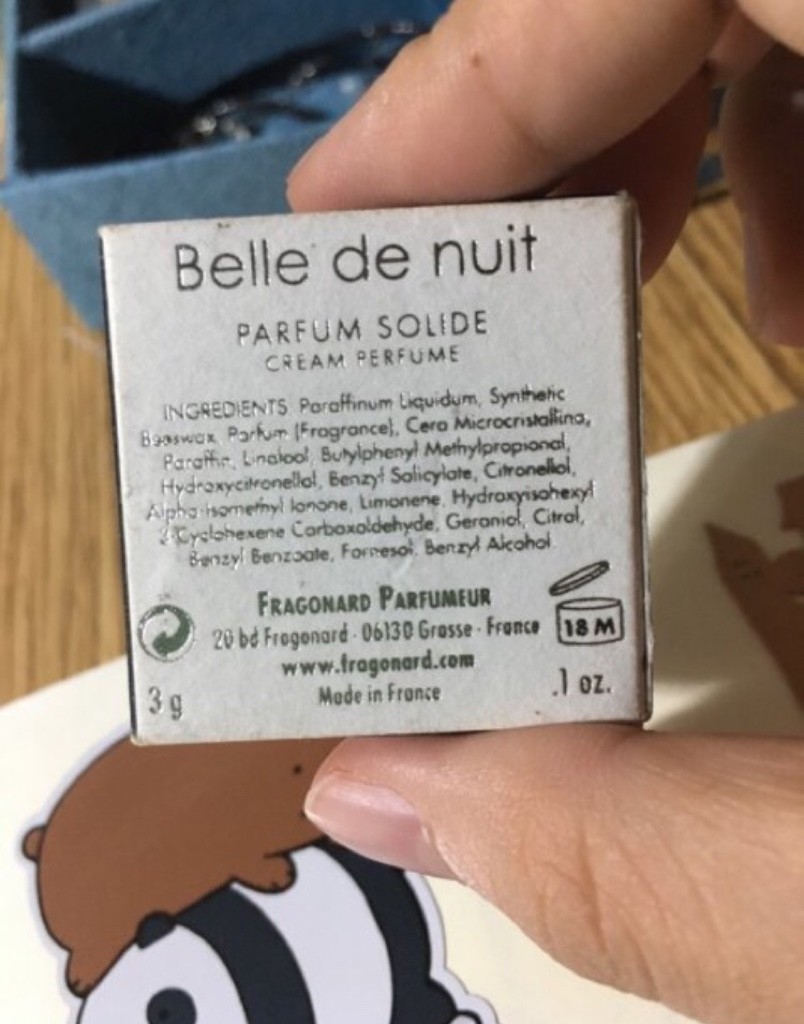 Belle de nuit
PARFUM SOLIDE
CREAM PERFUME
INGREDIENTS: Paraffinum Liquidum, Synthetic
Beeswax, Parfum (Fragrance), Cera Microcristallina,
Paraffin, Linalool, Butylphenyl Methylpropional,
Hydroxycitronellal, Benzyl Salicylate, Citronellol,
Alpha-isomethyl Ionone, Limonene, Hydroxyisohexyl
3-Cyclohexene Carboxaldehyde, Geraniol, Citral,
Benzyl Benzoate, Farnesol, Benzyl Alcohol
FRAGONARD PARFUMEUR
20 bd Fragonard - 06130 Grasse - France
18 M
www.fragonard.com
3 g
Made in France
.1 oz.